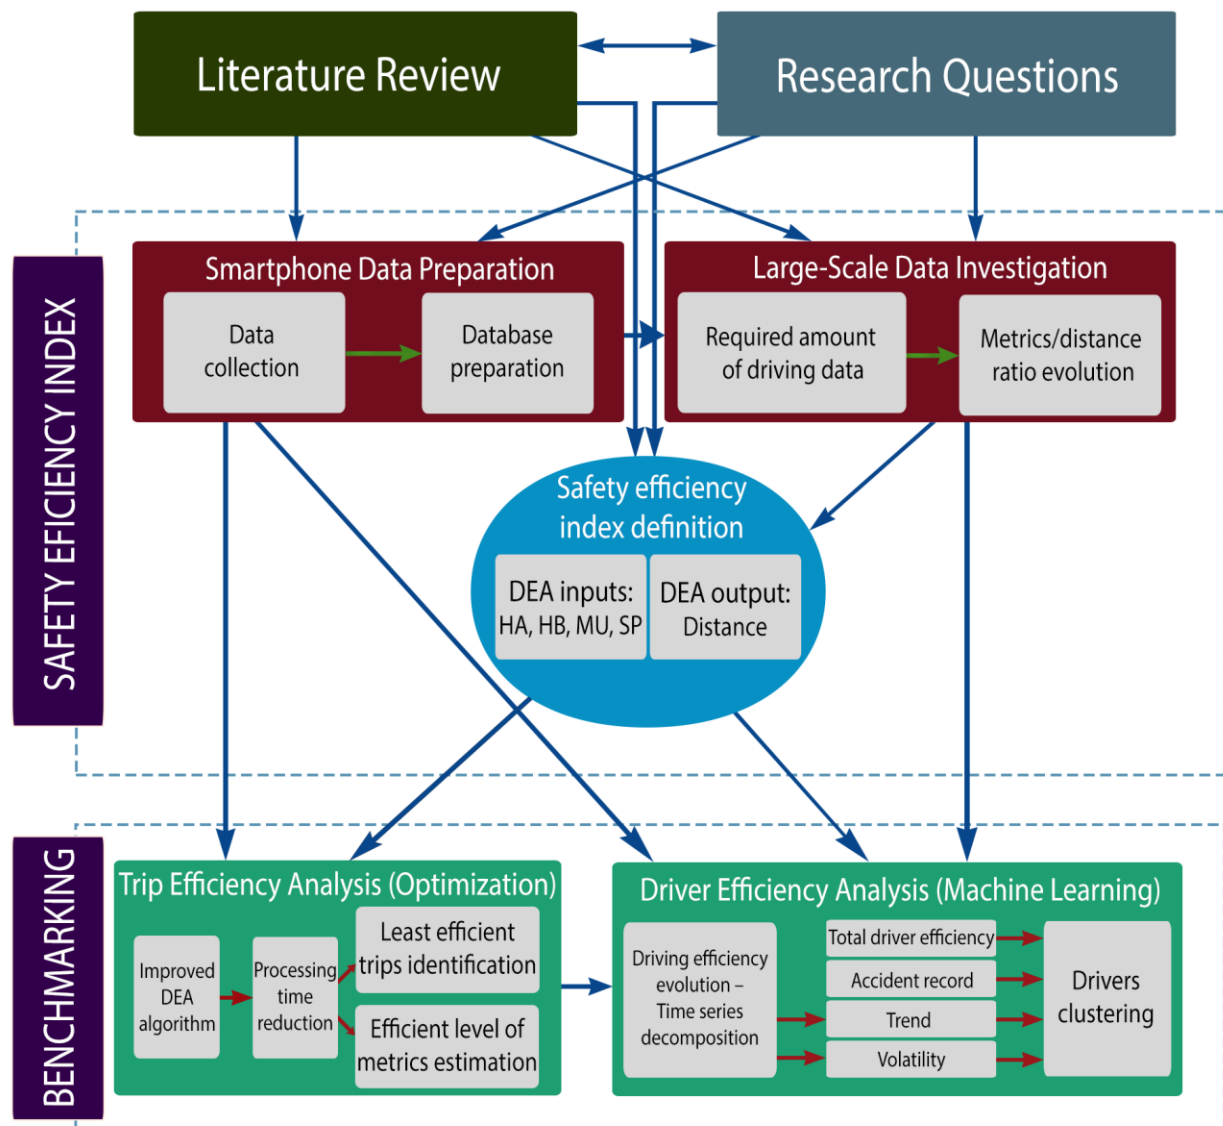 Literature Review
Research Questions
SAFETY EFICIENCY INDEX
Smartphone Data Preparation
Data
collection
Database
preparation
Large-Scale Data Investigation
Required amount
of driving data
Metrics/distance
ratio evolution
Safety efficiency
index definition
DEA inputs:
HA, HB, MU, SP
DEA output:
Distance
BENCHMARKING
Trip Efficiency Analysis (Optimization)
Improved
DEA
algorithm
Processing
time
reduction
Least efficient
trips identification
Efficient level of
metrics estimation
Driver Efficiency Analysis (Machine Learning)
Driving efficiency
evolution –
Time series
decomposition
Total driver efficiency
Accident record
Trend
Volatility
Drivers
clustering